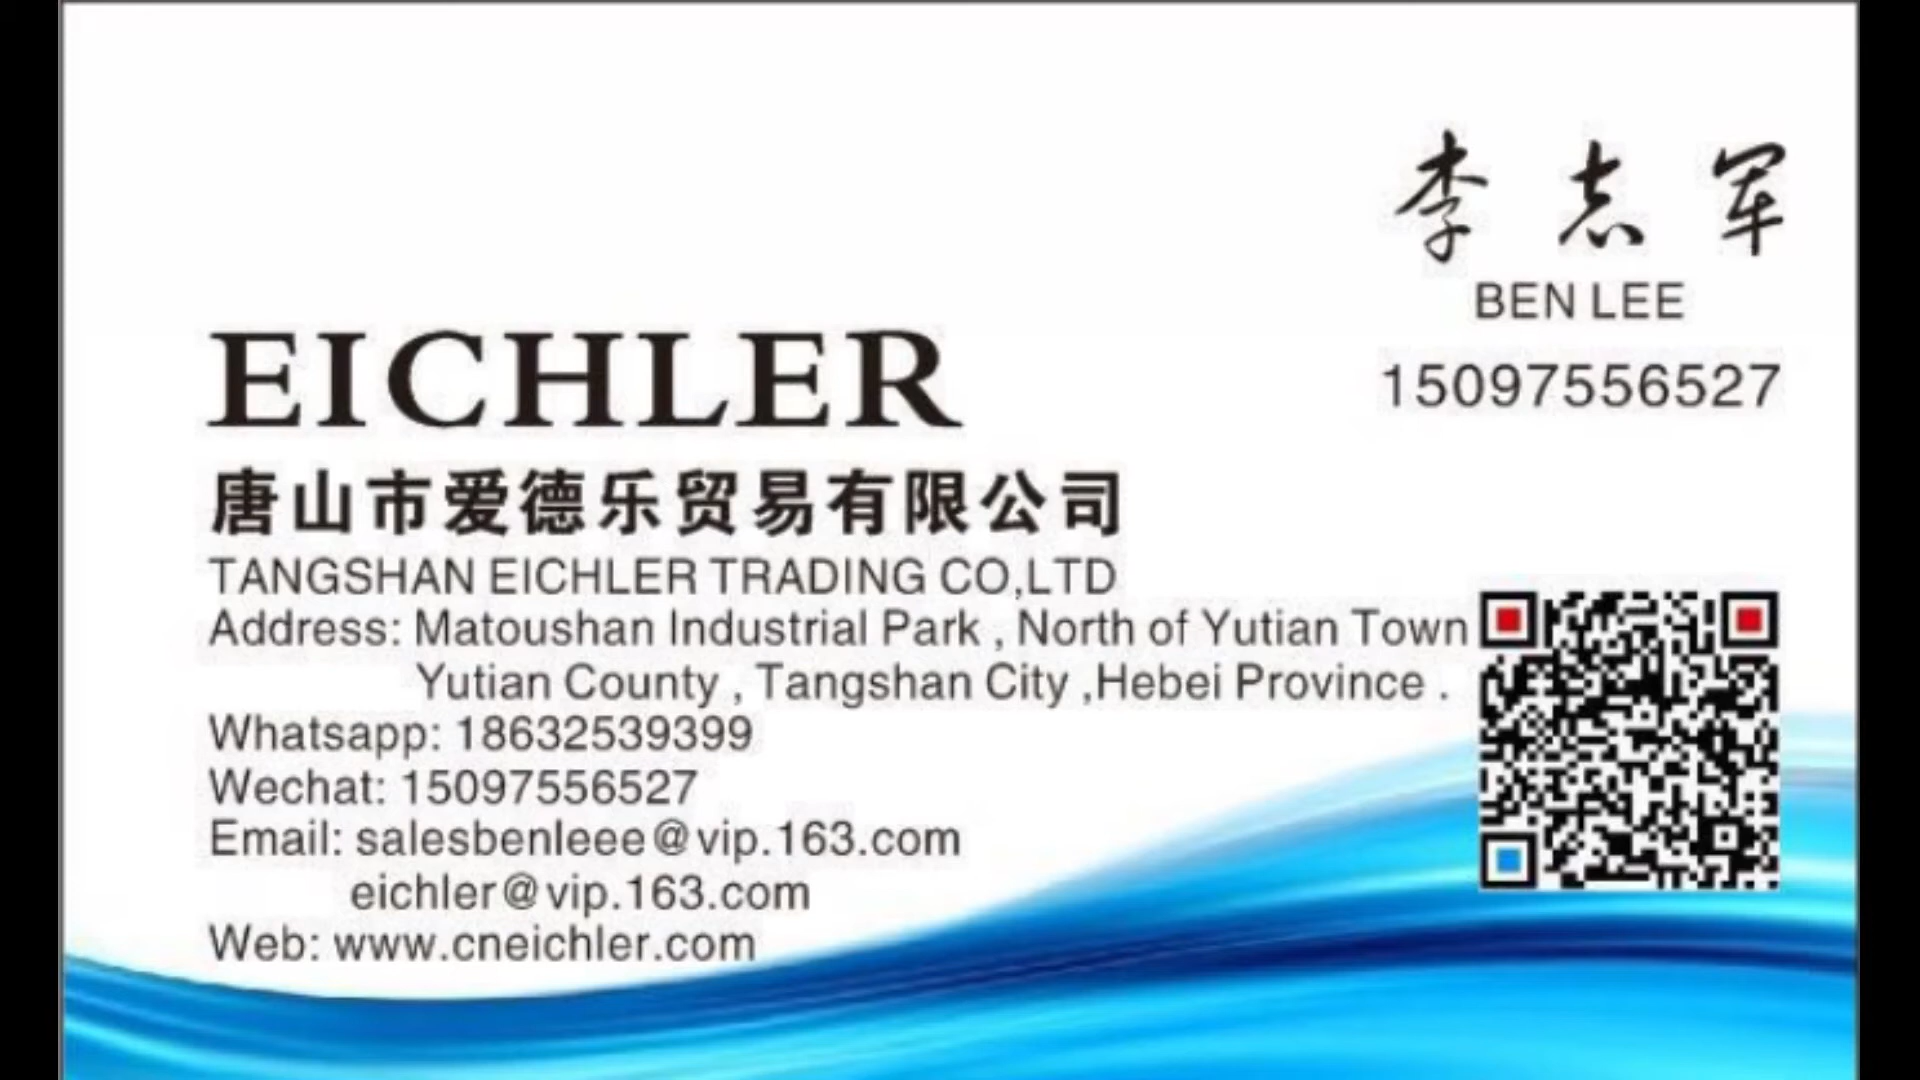 李志军
BEN LEE
15097556527
EICHLER
唐山市爱德乐贸易有限公司
TANGSHAN EICHLER TRADING CO,LTD
Address: Matoushan Industrial Park , North of Yutian Town
Yutian County , Tangshan City ,Hebei Province .
Whatsapp: 18632539399
Wechat: 15097556527
Email: salesbenleee@vip.163.com
eichler@vip.163.com
Web: www.cneichler.com